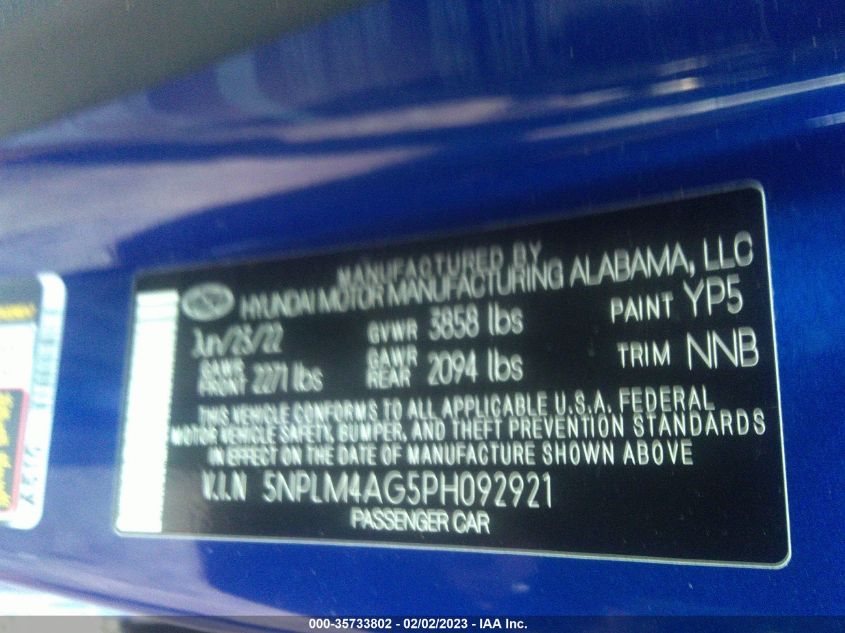 MANUFACTURED BY
HYUNDAI MOTOR MANUFACTURING ALABAMA, LLC
Jun/25/22 GVWR 3858 lbs PAINT YP5
GAWR FRONT 2271 lbs GAWR REAR 2094 lbs TRIM NNB
THIS VEHICLE CONFORMS TO ALL APPLICABLE U.S.A. FEDERAL
MOTOR VEHICLE SAFETY, BUMPER, AND THEFT PREVENTION STANDARDS
IN EFFECT ON THE DATE OF MANUFACTURE SHOWN ABOVE
V.I.N 5NPLM4AG5PH092921
PASSENGER CAR
000-35733802 - 02/02/2023 - IAA Inc.